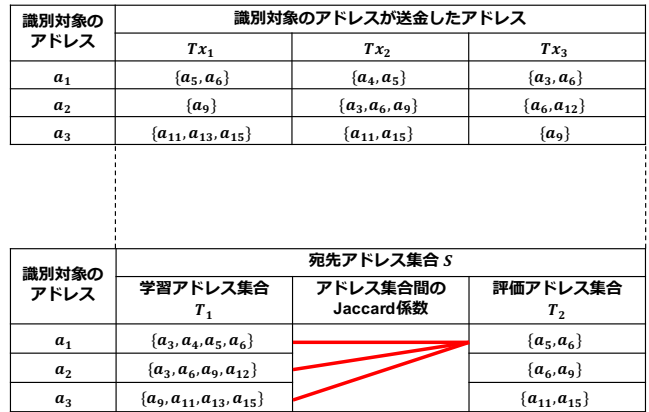 識別対象の
アドレス
識別対象のアドレスが送金したアドレス
Tx₁ Tx₂ Tx₃
a₁ {a₅, a₆} {a₄, a₅} {a₃, a₆}
a₂ {a₉} {a₃, a₆, a₉} {a₆, a₁₂}
a₃ {a₁₁, a₁₃, a₁₅} {a₁₁, a₁₅} {a₉}
識別対象の
アドレス
宛先アドレス集合 S
学習アドレス集合
T₁
アドレス集合間の
Jaccard係数
評価アドレス集合
T₂
a₁ {a₃, a₄, a₅, a₆} {a₅, a₆}
a₂ {a₃, a₆, a₉, a₁₂} {a₆, a₉}
a₃ {a₉, a₁₁, a₁₃, a₁₅} {a₁₁, a₁₅}